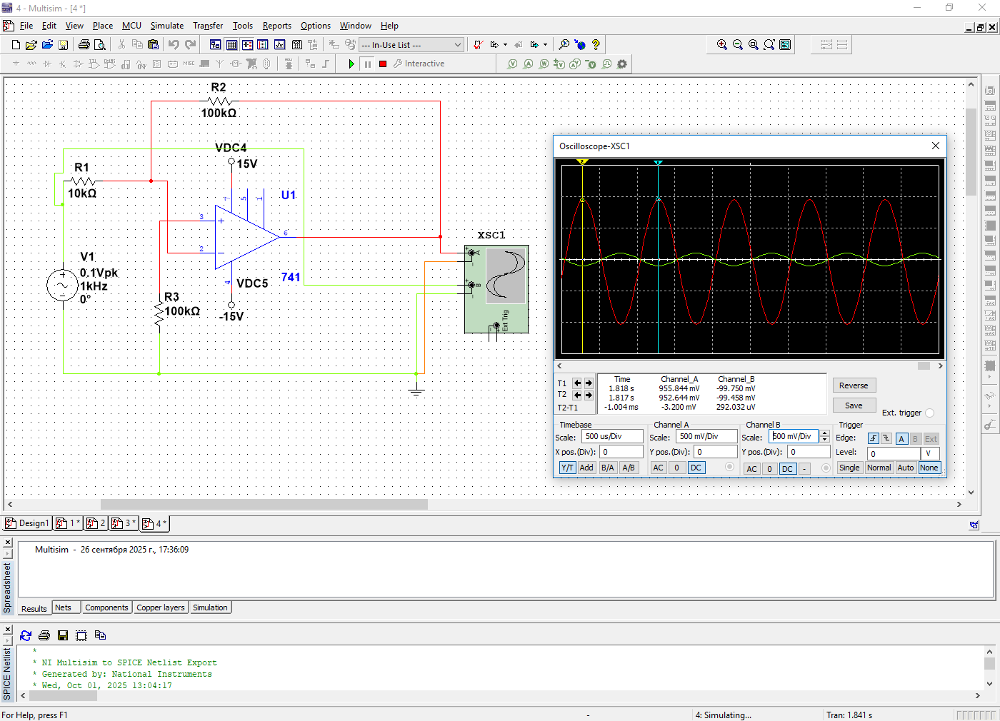 4 - Multisim - [4 *]
File Edit View Place MCU Simulate Transfer Tools Reports Options Window Help
--- In-Use List ---
MISC
Interactive
R2
100kΩ
VDC4
15V
R1
10kΩ
7 5 1
U1
3
6
2
XSC1
V1
0.1Vpk
1kHz
0°
4
VDC5
741
A
B
R3
100kΩ
-15V
Ext Trig
Oscilloscope-XSC1
2 1
Time Channel_A Channel_B
T1 1.818 s 955.844 mV -99.750 mV
T2 1.817 s 952.644 mV -99.458 mV
T2-T1 -1.004 ms -3.200 mV 292.032 uV
Reverse
Save
Ext. trigger
Timebase Channel A Channel B Trigger
Scale: 500 us/Div Scale: 500 mV/Div Scale: 500 mV/Div Edge: A B Ext
X pos.(Div): 0 Y pos.(Div): 0 Y pos.(Div): 0 Level: 0 V
Y/T Add B/A A/B AC 0 DC AC 0 DC - Single Normal Auto None
Design1 1 * 2 3 * 4 *
Multisim - 26 сентября 2025 г., 17:36:09
Spreadsheet
Results Nets Components Copper layers Simulation
SPICE Netlist
*
* NI Multisim to SPICE Netlist Export
* Generated by: National Instruments
* Wed, Oct 01, 2025 13:04:17
For Help, press F1 - 4: Simulating... Tran: 1.841 s